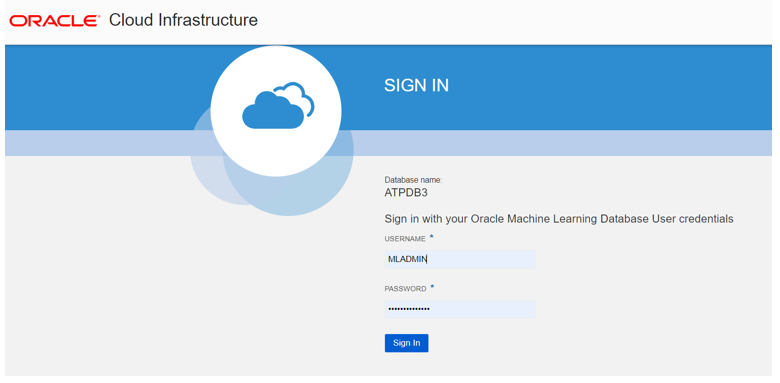 ORACLE Cloud Infrastructure
SIGN IN
Database name:
ATPDB3
Sign in with your Oracle Machine Learning Database User credentials
USERNAME *
MLADMIN
PASSWORD *
••••••••••••••
Sign In